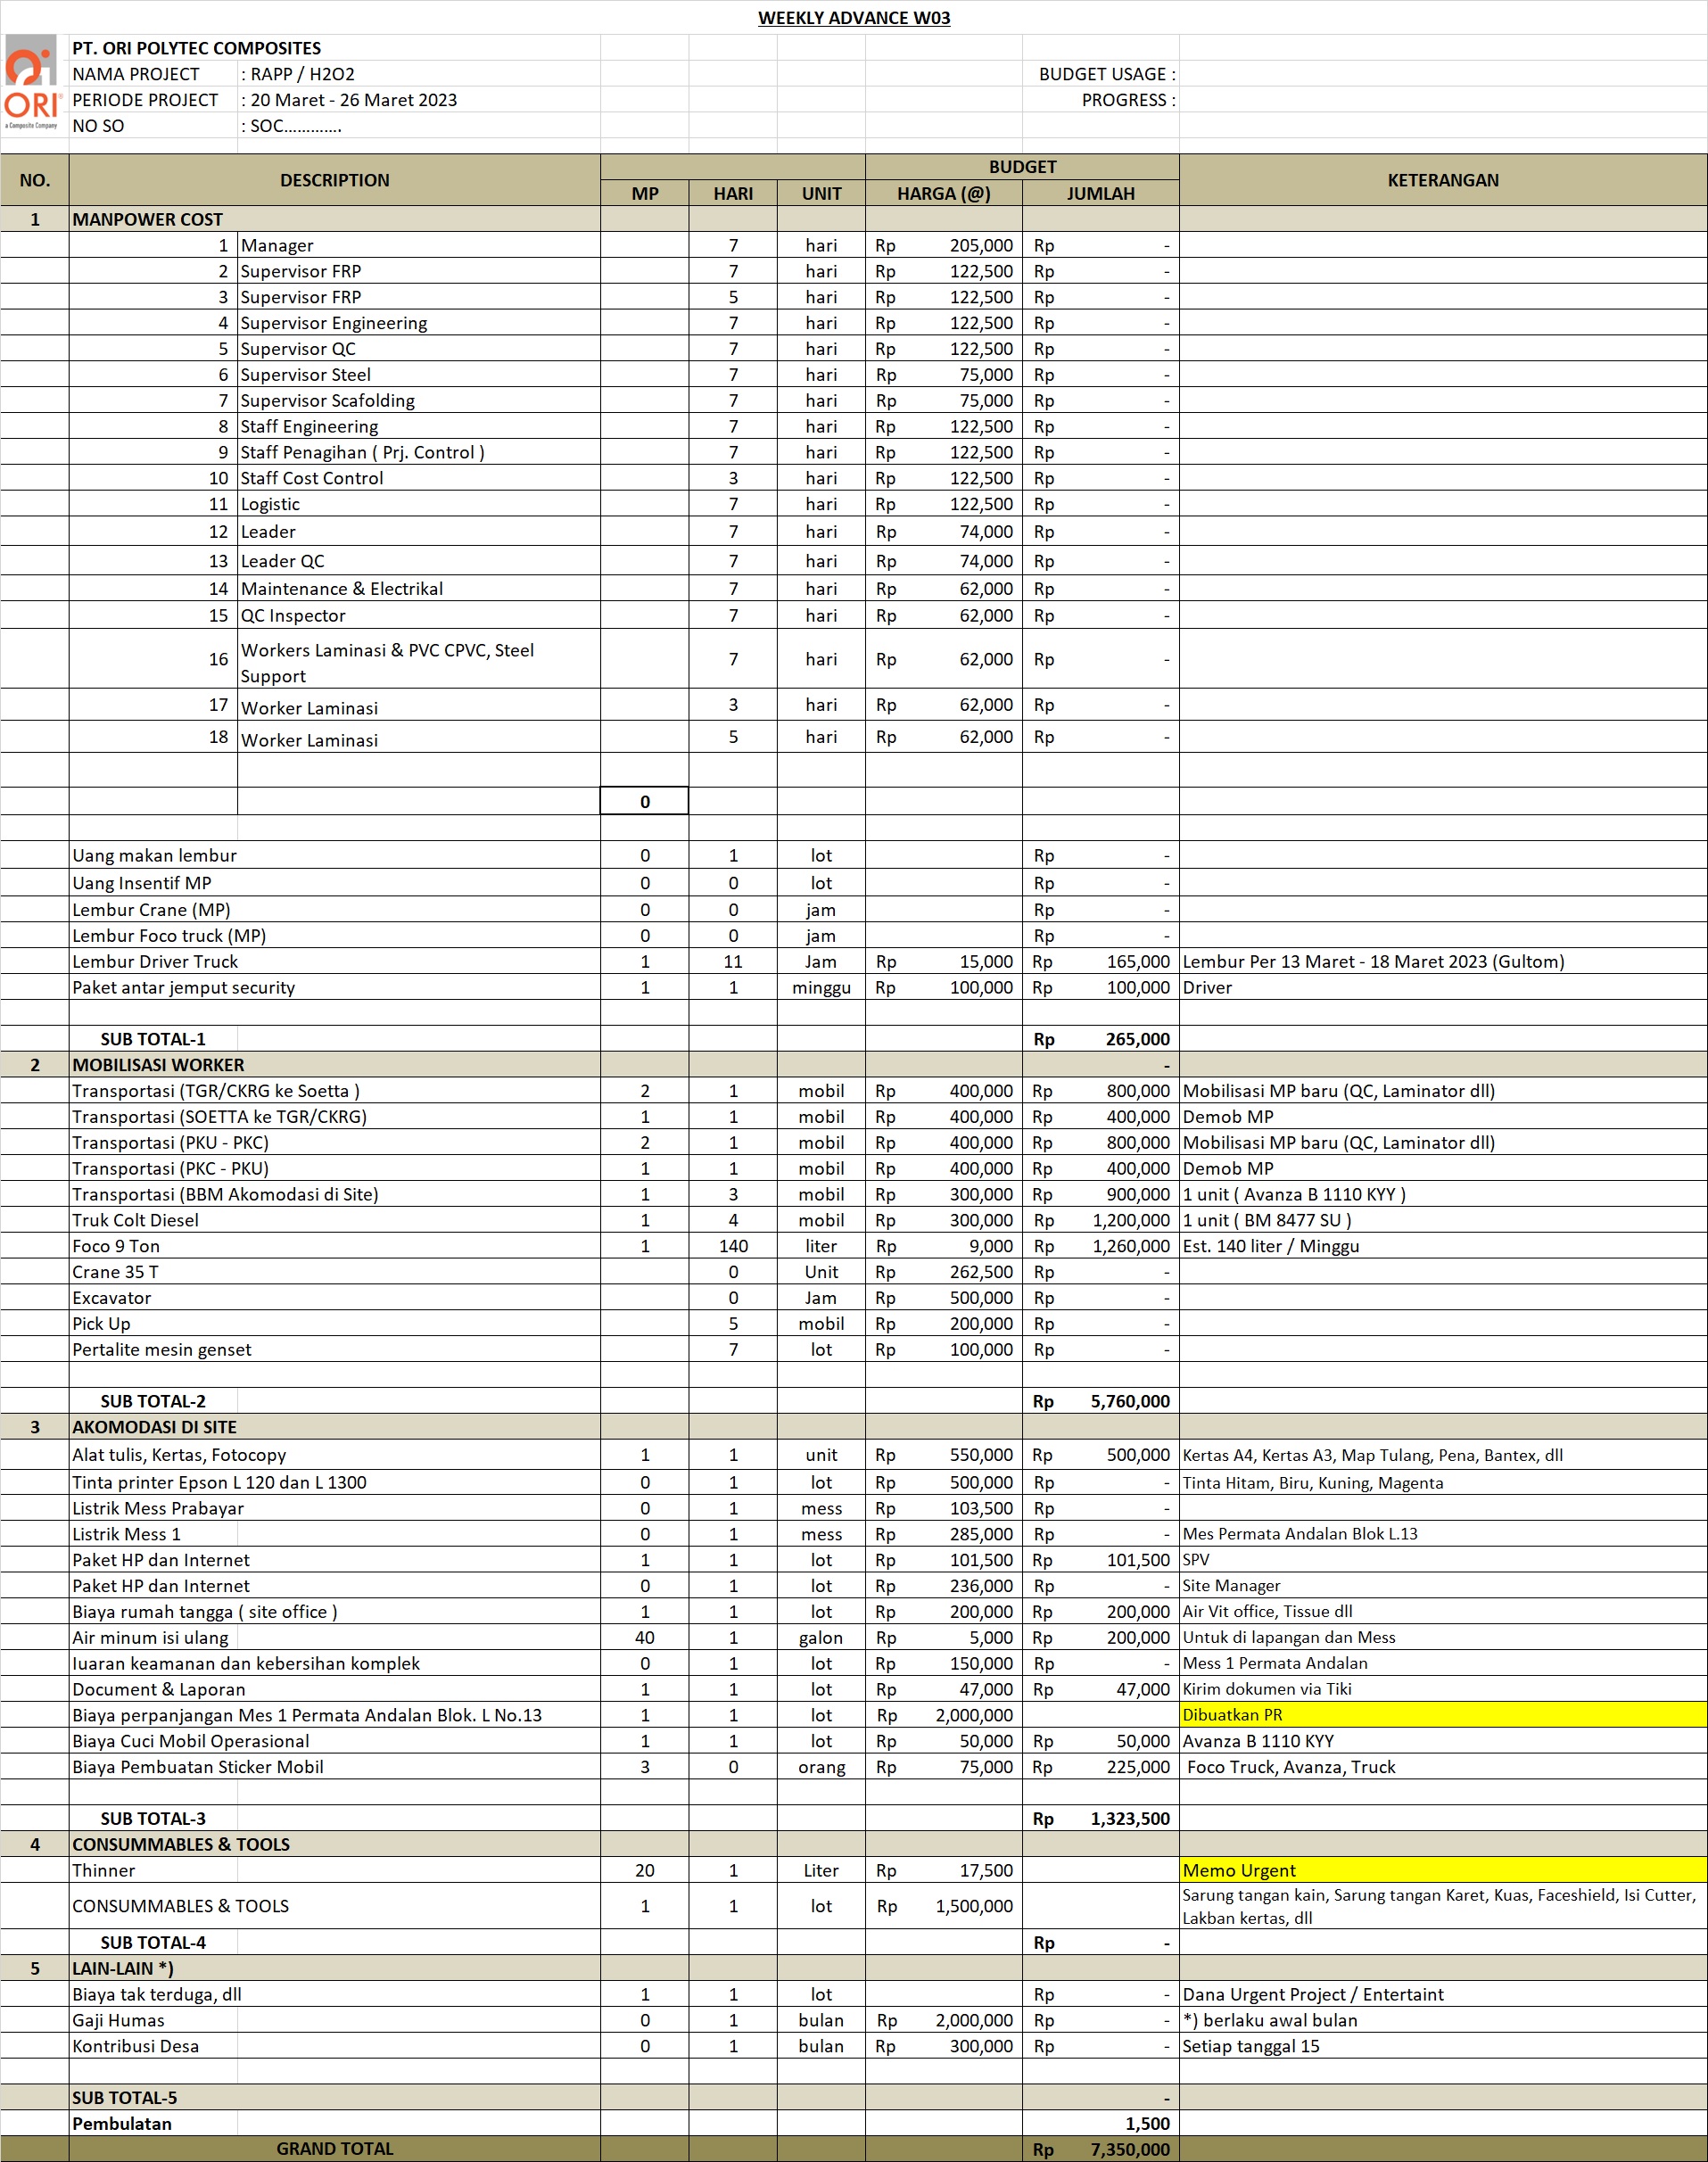 WEEKLY ADVANCE W03
ORI®
a Composite Company
PT. ORI POLYTEC COMPOSITES
NAMA PROJECT : RAPP / H2O2 BUDGET USAGE :
PERIODE PROJECT : 20 Maret - 26 Maret 2023 PROGRESS :
NO SO : SOC………….
NO. DESCRIPTION BUDGET KETERANGAN
MP HARI UNIT HARGA (@) JUMLAH
1 MANPOWER COST
1 Manager 7 hari Rp 205,000 Rp -
2 Supervisor FRP 7 hari Rp 122,500 Rp -
3 Supervisor FRP 5 hari Rp 122,500 Rp -
4 Supervisor Engineering 7 hari Rp 122,500 Rp -
5 Supervisor QC 7 hari Rp 122,500 Rp -
6 Supervisor Steel 7 hari Rp 75,000 Rp -
7 Supervisor Scafolding 7 hari Rp 75,000 Rp -
8 Staff Engineering 7 hari Rp 122,500 Rp -
9 Staff Penagihan ( Prj. Control ) 7 hari Rp 122,500 Rp -
10 Staff Cost Control 3 hari Rp 122,500 Rp -
11 Logistic 7 hari Rp 122,500 Rp -
12 Leader 7 hari Rp 74,000 Rp -
13 Leader QC 7 hari Rp 74,000 Rp -
14 Maintenance & Electrikal 7 hari Rp 62,000 Rp -
15 QC Inspector 7 hari Rp 62,000 Rp -
16 Workers Laminasi & PVC CPVC, Steel
Support 7 hari Rp 62,000 Rp -
17 Worker Laminasi 3 hari Rp 62,000 Rp -
18 Worker Laminasi 5 hari Rp 62,000 Rp -
0
Uang makan lembur 0 1 lot Rp -
Uang Insentif MP 0 0 lot Rp -
Lembur Crane (MP) 0 0 jam Rp -
Lembur Foco truck (MP) 0 0 jam Rp -
Lembur Driver Truck 1 11 Jam Rp 15,000 Rp 165,000 Lembur Per 13 Maret - 18 Maret 2023 (Gultom)
Paket antar jemput security 1 1 minggu Rp 100,000 Rp 100,000 Driver
SUB TOTAL-1 Rp 265,000
2 MOBILISASI WORKER -
Transportasi (TGR/CKRG ke Soetta ) 2 1 mobil Rp 400,000 Rp 800,000 Mobilisasi MP baru (QC, Laminator dll)
Transportasi (SOETTA ke TGR/CKRG) 1 1 mobil Rp 400,000 Rp 400,000 Demob MP
Transportasi (PKU - PKC) 2 1 mobil Rp 400,000 Rp 800,000 Mobilisasi MP baru (QC, Laminator dll)
Transportasi (PKC - PKU) 1 1 mobil Rp 400,000 Rp 400,000 Demob MP
Transportasi (BBM Akomodasi di Site) 1 3 mobil Rp 300,000 Rp 900,000 1 unit ( Avanza B 1110 KYY )
Truk Colt Diesel 1 4 mobil Rp 300,000 Rp 1,200,000 1 unit ( BM 8477 SU )
Foco 9 Ton 1 140 liter Rp 9,000 Rp 1,260,000 Est. 140 liter / Minggu
Crane 35 T 0 Unit Rp 262,500 Rp -
Excavator 0 Jam Rp 500,000 Rp -
Pick Up 5 mobil Rp 200,000 Rp -
Pertalite mesin genset 7 lot Rp 100,000 Rp -
SUB TOTAL-2 Rp 5,760,000
3 AKOMODASI DI SITE
Alat tulis, Kertas, Fotocopy 1 1 unit Rp 550,000 Rp 500,000 Kertas A4, Kertas A3, Map Tulang, Pena, Bantex, dll
Tinta printer Epson L 120 dan L 1300 0 1 lot Rp 500,000 Rp - Tinta Hitam, Biru, Kuning, Magenta
Listrik Mess Prabayar 0 1 mess Rp 103,500 Rp -
Listrik Mess 1 0 1 mess Rp 285,000 Rp - Mes Permata Andalan Blok L.13
Paket HP dan Internet 1 1 lot Rp 101,500 Rp 101,500 SPV
Paket HP dan Internet 0 1 lot Rp 236,000 Rp - Site Manager
Biaya rumah tangga ( site office ) 1 1 lot Rp 200,000 Rp 200,000 Air Vit office, Tissue dll
Air minum isi ulang 40 1 galon Rp 5,000 Rp 200,000 Untuk di lapangan dan Mess
Iuaran keamanan dan kebersihan komplek 0 1 lot Rp 150,000 Rp - Mess 1 Permata Andalan
Document & Laporan 1 1 lot Rp 47,000 Rp 47,000 Kirim dokumen via Tiki
Biaya perpanjangan Mes 1 Permata Andalan Blok. L No.13 1 1 lot Rp 2,000,000 Dibuatkan PR
Biaya Cuci Mobil Operasional 1 1 lot Rp 50,000 Rp 50,000 Avanza B 1110 KYY
Biaya Pembuatan Sticker Mobil 3 0 orang Rp 75,000 Rp 225,000 Foco Truck, Avanza, Truck
SUB TOTAL-3 Rp 1,323,500
4 CONSUMMABLES & TOOLS
Thinner 20 1 Liter Rp 17,500 Memo Urgent
CONSUMMABLES & TOOLS 1 1 lot Rp 1,500,000 Sarung tangan kain, Sarung tangan Karet, Kuas, Faceshield, Isi Cutter,
Lakban kertas, dll
SUB TOTAL-4 Rp -
5 LAIN-LAIN *)
Biaya tak terduga, dll 1 1 lot Rp - Dana Urgent Project / Entertaint
Gaji Humas 0 1 bulan Rp 2,000,000 Rp - *) berlaku awal bulan
Kontribusi Desa 0 1 bulan Rp 300,000 Rp - Setiap tanggal 15
SUB TOTAL-5 -
Pembulatan 1,500
GRAND TOTAL Rp 7,350,000